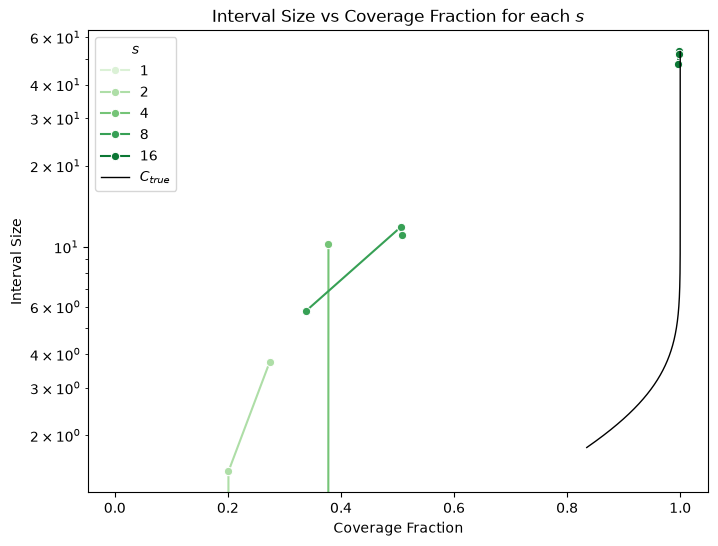 Interval Size vs Coverage Fraction for each s
6 × 10¹
4 × 10¹
3 × 10¹
2 × 10¹
10¹
6 × 10⁰
4 × 10⁰
3 × 10⁰
2 × 10⁰
Interval Size
s
1
2
4
8
16
C_true
0.0 0.2 0.4 0.6 0.8 1.0
Coverage Fraction